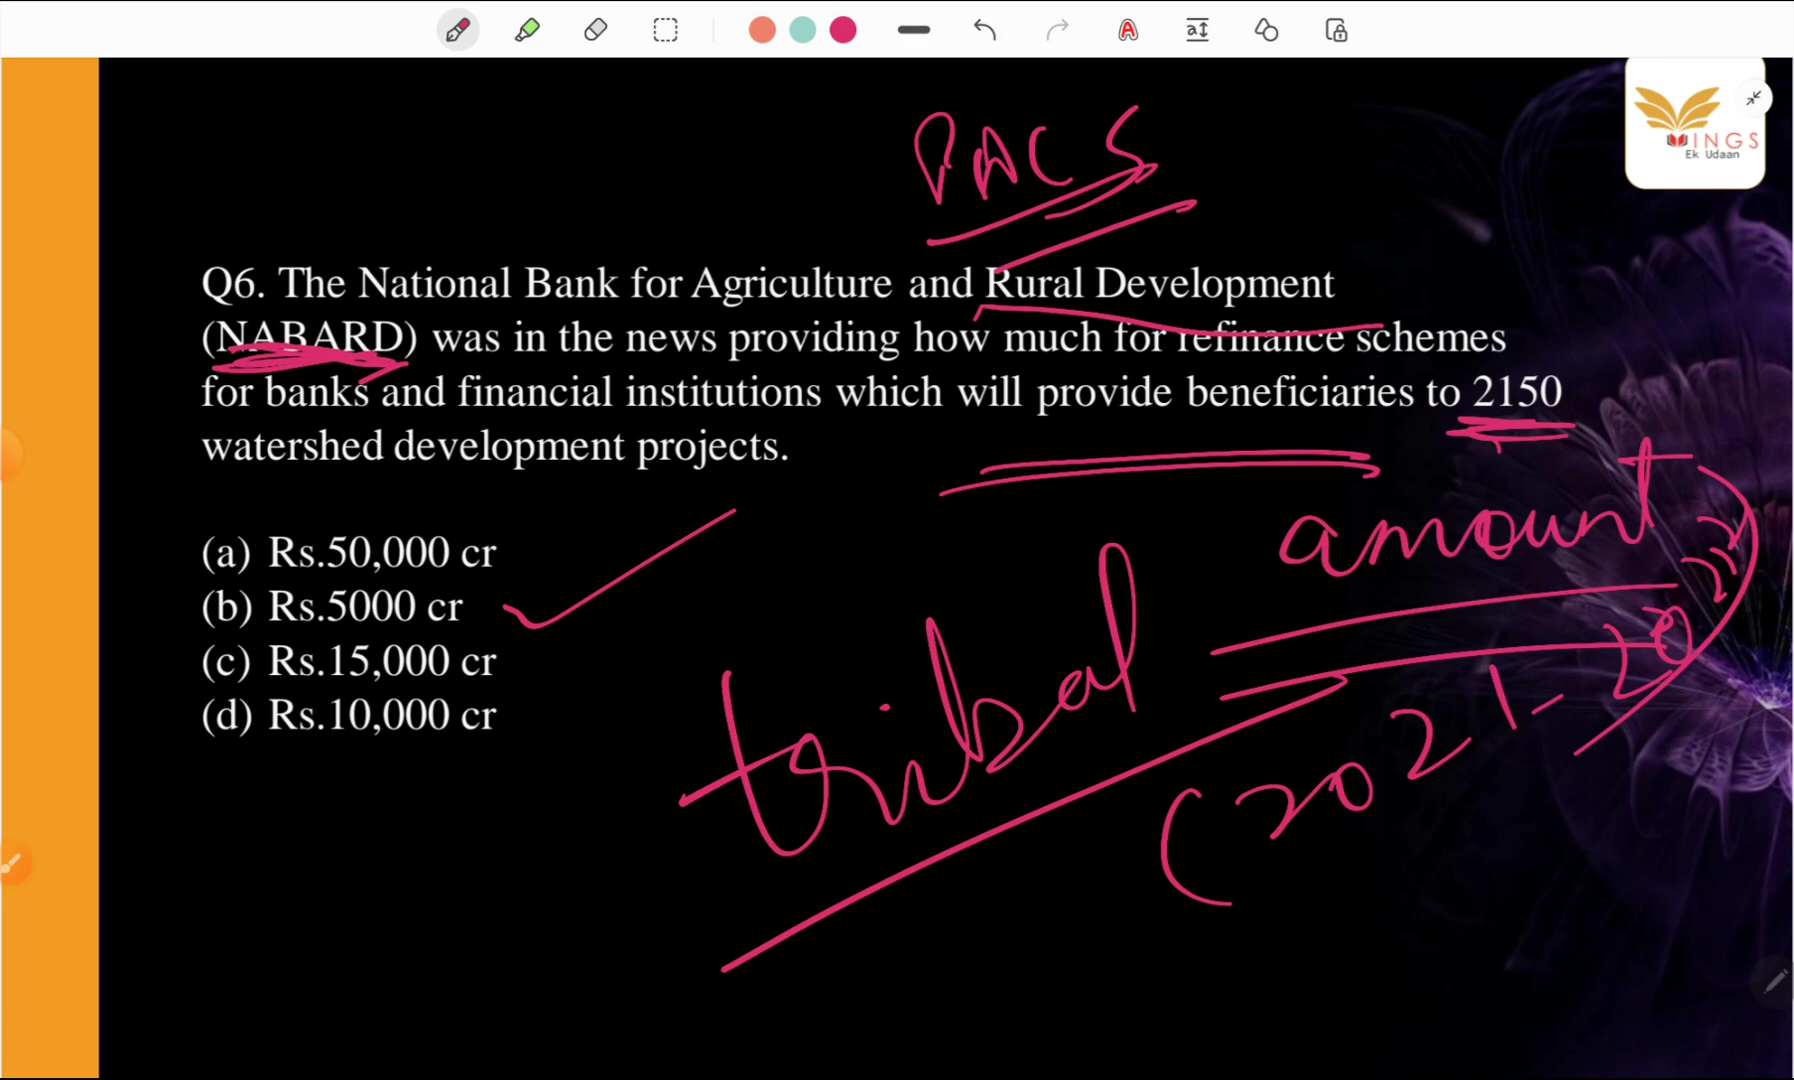 WINGS
Ek Udaan
PACS
Q6. The National Bank for Agriculture and Rural Development
(NABARD) was in the news providing how much for refinance schemes
for banks and financial institutions which will provide beneficiaries to 2150
watershed development projects.
amount
(a) Rs.50,000 cr
(b) Rs.5000 cr
(c) Rs.15,000 cr
(d) Rs.10,000 cr
tribal
(2021-